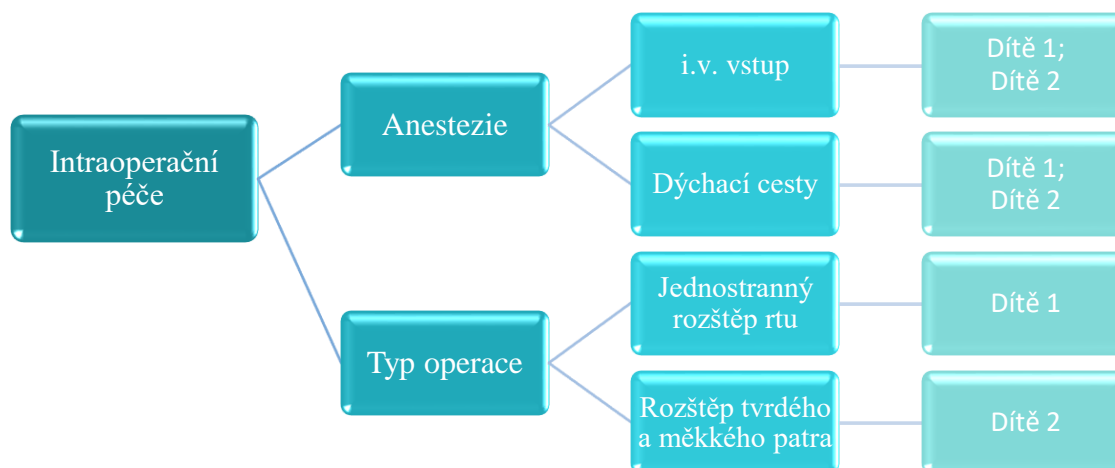 Intraoperační
péče
Anestezie
i.v. vstup
Dítě 1;
Dítě 2
Dýchací cesty
Dítě 1;
Dítě 2
Typ operace
Jednostranný
rozštěp rtu
Dítě 1
Rozštěp tvrdého
a měkkého patra
Dítě 2